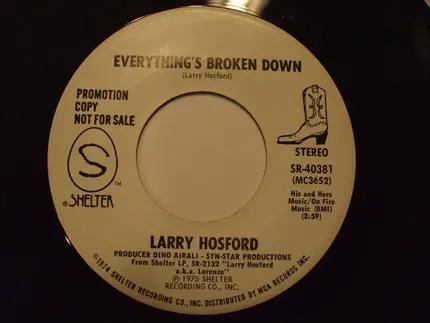 EVERYTHING'S BROKEN DOWN
(Larry Hosford)
PROMOTION
COPY
NOT FOR SALE
S
TM
® SHELTER
STEREO
SR-40381
(MC3652)
His and Hers
Music/On Fire
Music (BMI)
(2:59)
LARRY HOSFORD
PRODUCER DINO AIRALI - SYN-STAR PRODUCTIONS
From Shelter LP, SR-2132 "Larry Hosford
a.k.a. Lorenzo"
℗ 1975 SHELTER
RECORDING CO., INC.
©1974 SHELTER RECORDING CO., INC. DISTRIBUTED BY MCA RECORDS INC.